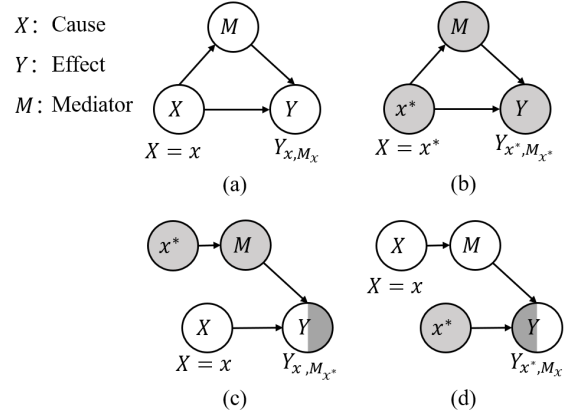 X: Cause
Y: Effect
M: Mediator
M
X
Y
X = x
Y_{x,M_x}
(a)
M
x*
Y
X = x*
Y_{x*,M_{x*}}
(b)
x*
M
X
Y
X = x
Y_{x,M_{x*}}
(c)
X
M
X = x
x*
Y
Y_{x*,M_x}
(d)